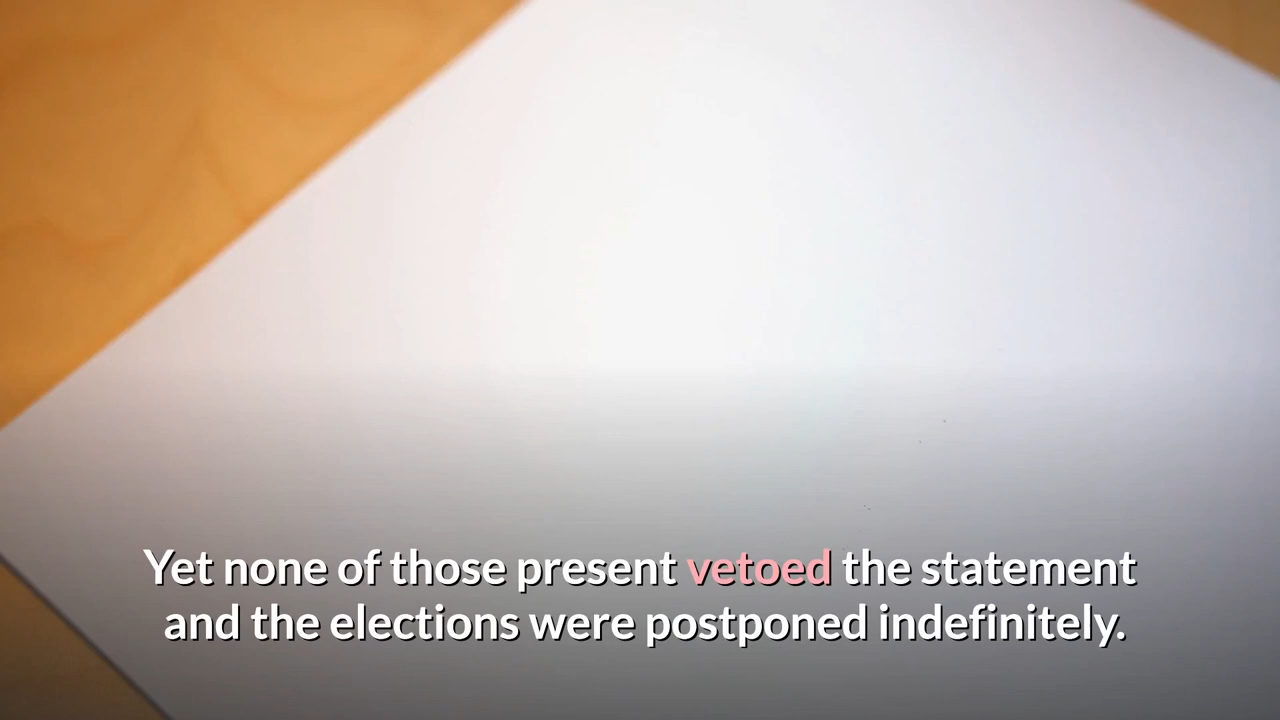 Yet none of those present vetoed the statement
and the elections were postponed indefinitely.